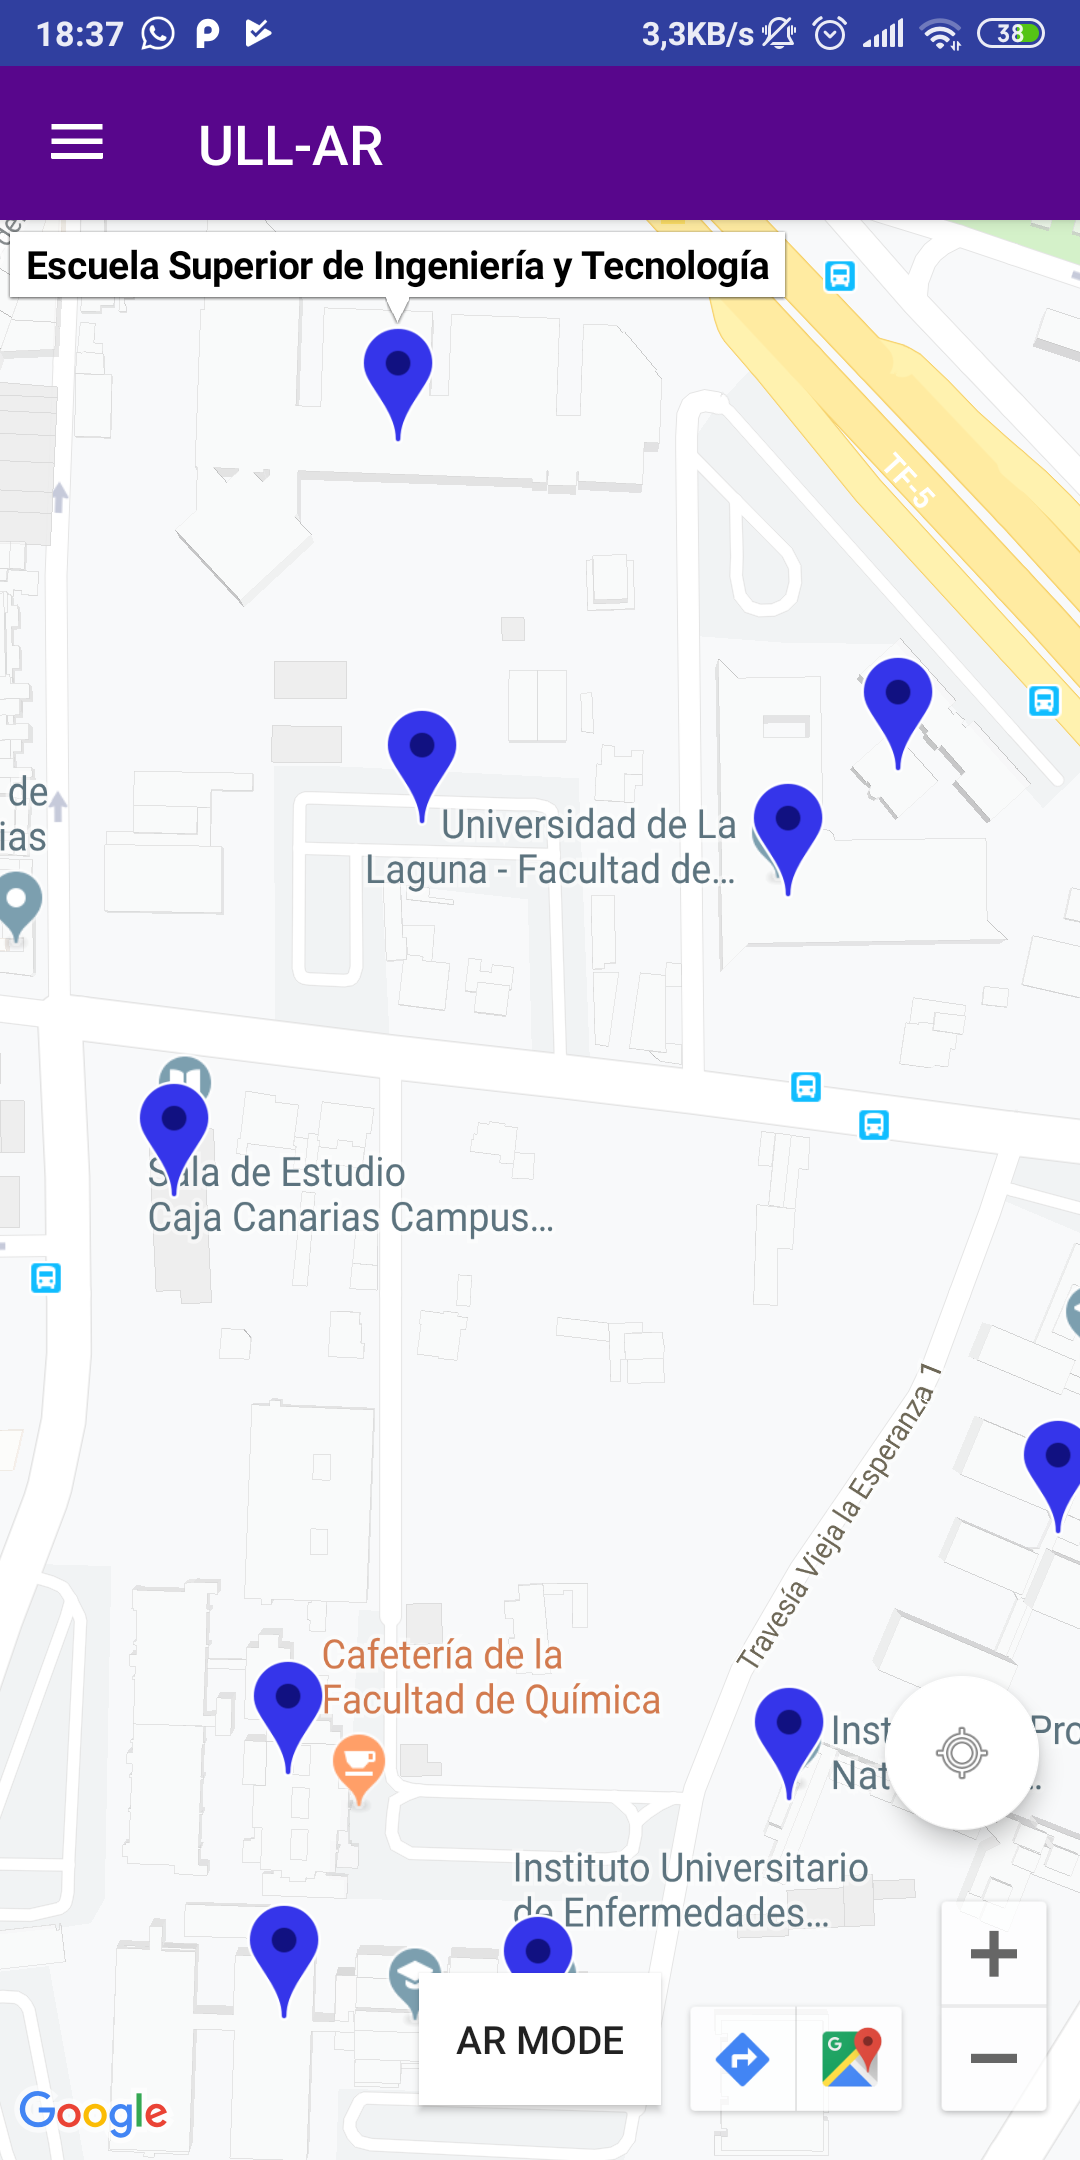 18:37
3,3KB/s
38
ULL-AR
Escuela Superior de Ingeniería y Tecnología
TF-5
de
ias
Universidad de La
Laguna - Facultad de...
Sala de Estudio
Caja Canarias Campus...
Travesía Vieja la Esperanza 1
Cafetería de la
Facultad de Química
Inst Pro
Nat
Instituto Universitario
de Enfermedades...
AR MODE
Google